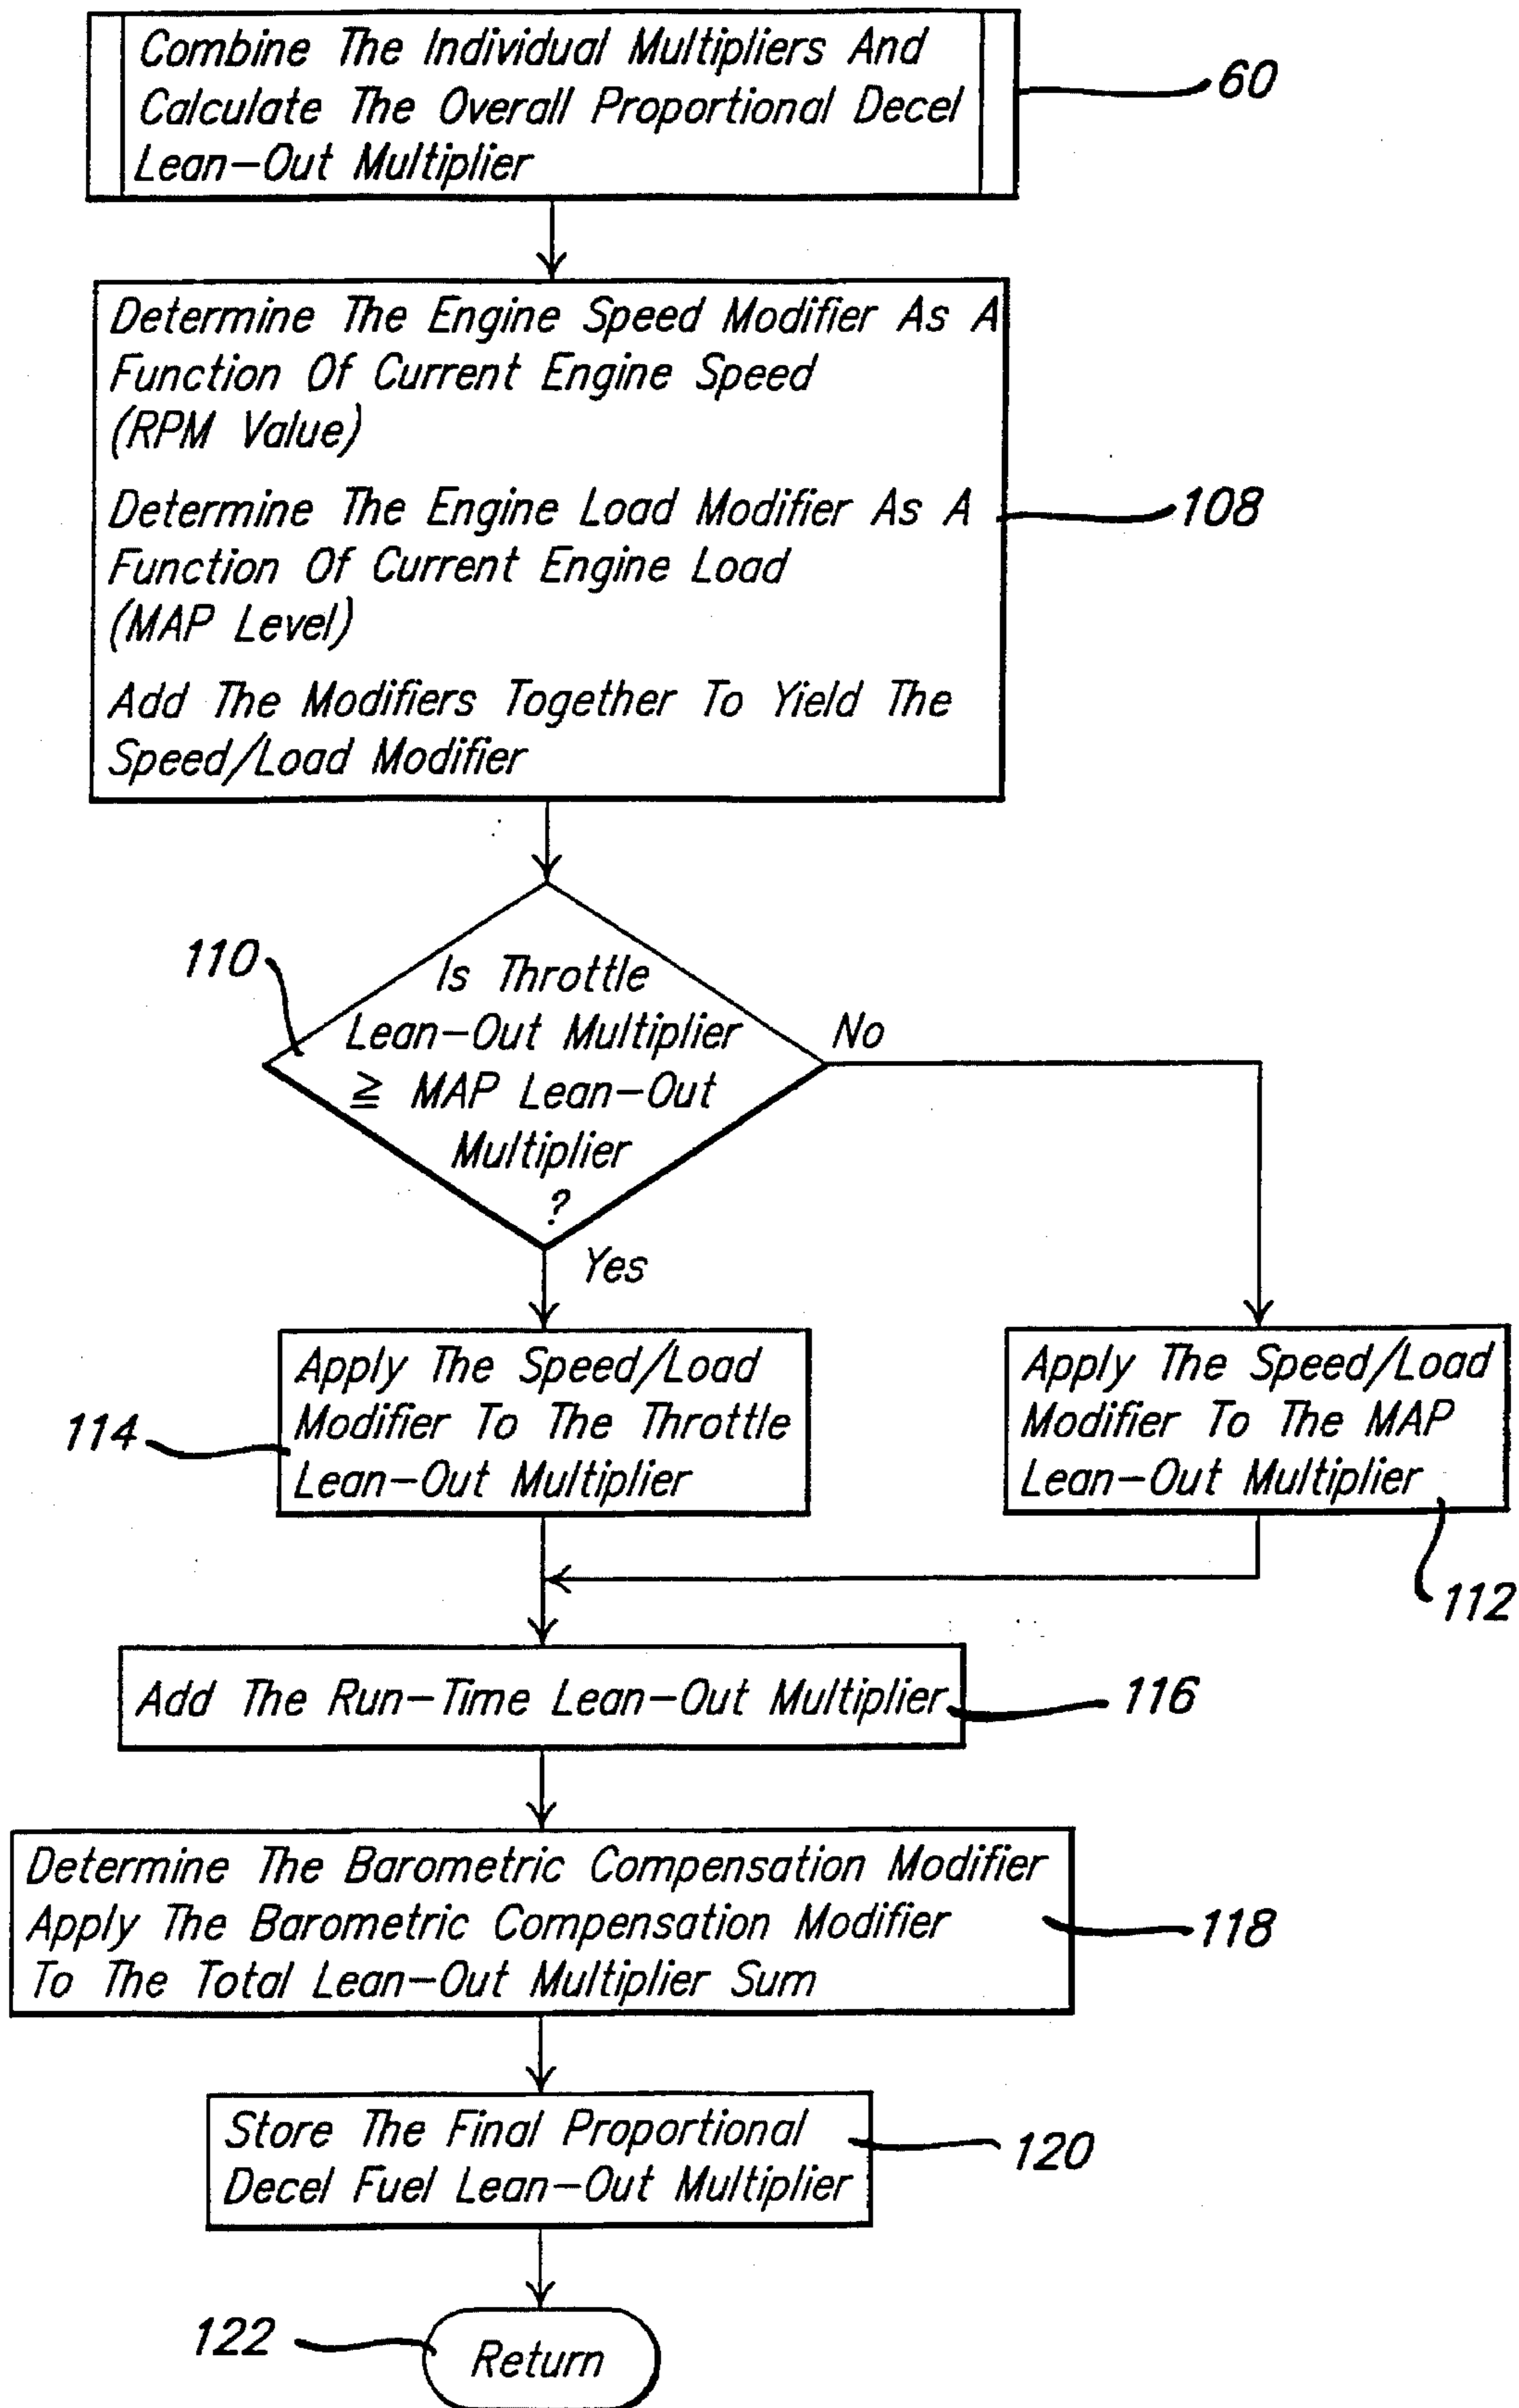 Combine The Individual Multipliers And
Calculate The Overall Proportional Decel
Lean-Out Multiplier
60
Determine The Engine Speed Modifier As A
Function Of Current Engine Speed
(RPM Value)
Determine The Engine Load Modifier As A
Function Of Current Engine Load
(MAP Level)
Add The Modifiers Together To Yield The
Speed/Load Modifier
108
110
Is Throttle
Lean-Out Multiplier
≧ MAP Lean-Out
Multiplier
?
No
Yes
Apply The Speed/Load
Modifier To The Throttle
Lean-Out Multiplier
114
Apply The Speed/Load
Modifier To The MAP
Lean-Out Multiplier
112
Add The Run-Time Lean-Out Multiplier
116
Determine The Barometric Compensation Modifier
Apply The Barometric Compensation Modifier
To The Total Lean-Out Multiplier Sum
118
Store The Final Proportional
Decel Fuel Lean-Out Multiplier
120
122
Return